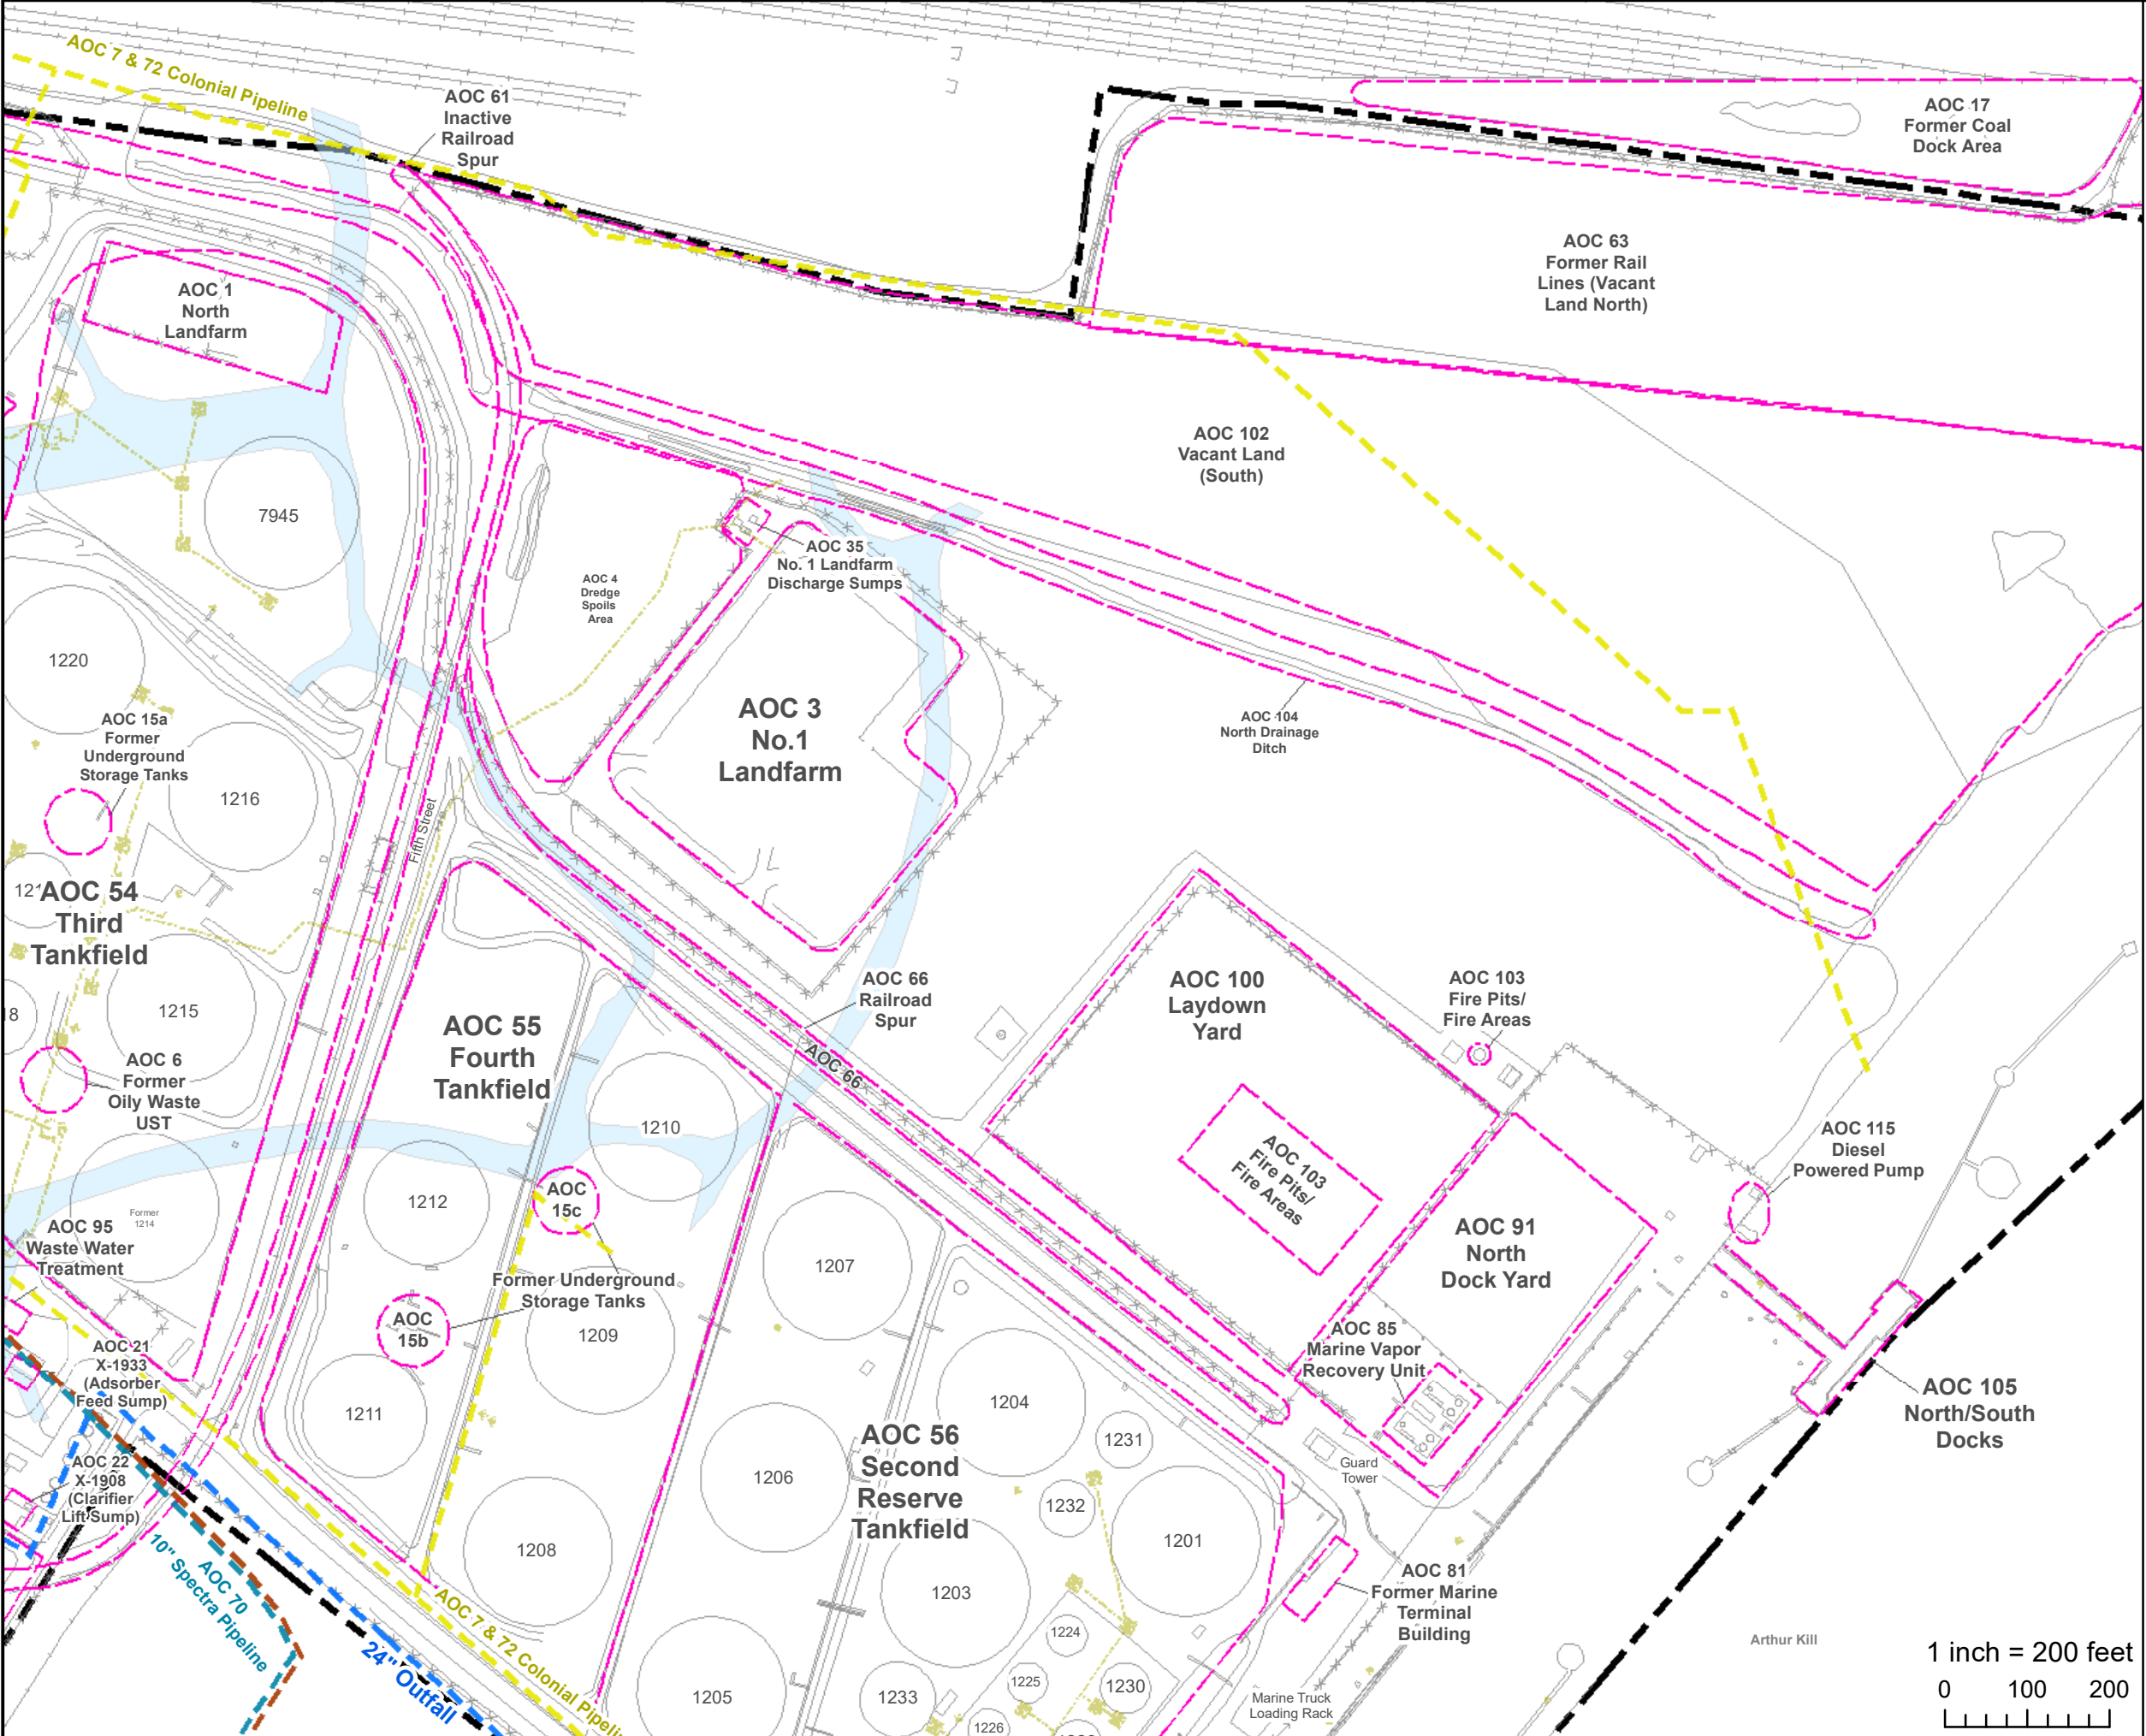 AOC 7 & 72 Colonial Pipeline
AOC 61
Inactive
Railroad
Spur
AOC 17
Former Coal
Dock Area
AOC 63
Former Rail
Lines (Vacant
Land North)
AOC 1
North
Landfarm
AOC 102
Vacant Land
(South)
7945
AOC 35
No. 1 Landfarm
Discharge Sumps
AOC 4
Dredge
Spoils
Area
1220
AOC 3
No.1
Landfarm
AOC 104
North Drainage
Ditch
AOC 15a
Former
Underground
Storage Tanks
1216
Fifth Street
AOC 54
Third
Tankfield
AOC 66
Railroad
Spur
AOC 100
Laydown
Yard
AOC 103
Fire Pits/
Fire Areas
1215
AOC 55
Fourth
Tankfield
AOC 66
AOC 6
Former
Oily Waste
UST
1210
AOC 103
Fire Pits/
Fire Areas
AOC 115
Diesel
Powered Pump
1212
AOC
15c
Former
1214
AOC 95
Waste Water
Treatment
1207
AOC 91
North
Dock Yard
Former Underground
Storage Tanks
AOC
15b
1209
AOC 85
Marine Vapor
Recovery Unit
AOC 21
X-1933
(Adsorber
Feed Sump)
1211
1204
AOC 105
North/South
Docks
AOC 56
Second
Reserve
Tankfield
1231
1206
AOC 22
X-1908
(Clarifier
Lift Sump)
Guard
Tower
1232
1201
1208
AOC 70
10" Spectra Pipeline
1203
AOC 81
Former Marine
Terminal
Building
AOC 7 & 72 Colonial Pipeli
24" Outfall
1224
Arthur Kill
1 inch = 200 feet
0 100 200
1205
1233
1225
1230
1226
Marine Truck
Loading Rack